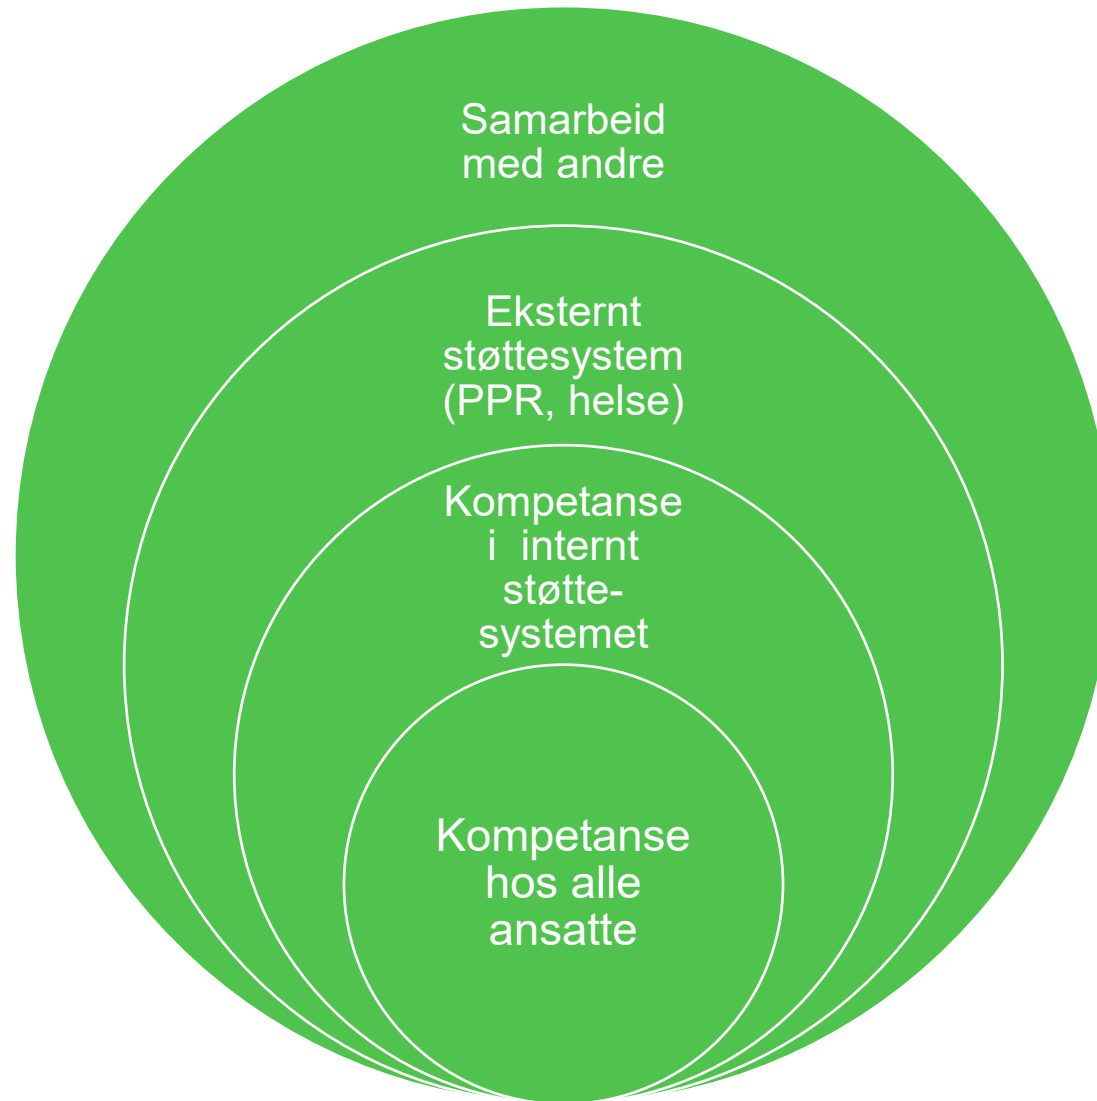 Samarbeid
med andre
Eksternt
støttesystem
(PPR, helse)
Kompetanse
i  internt
støtte-
systemet
Kompetanse
hos alle
ansatte